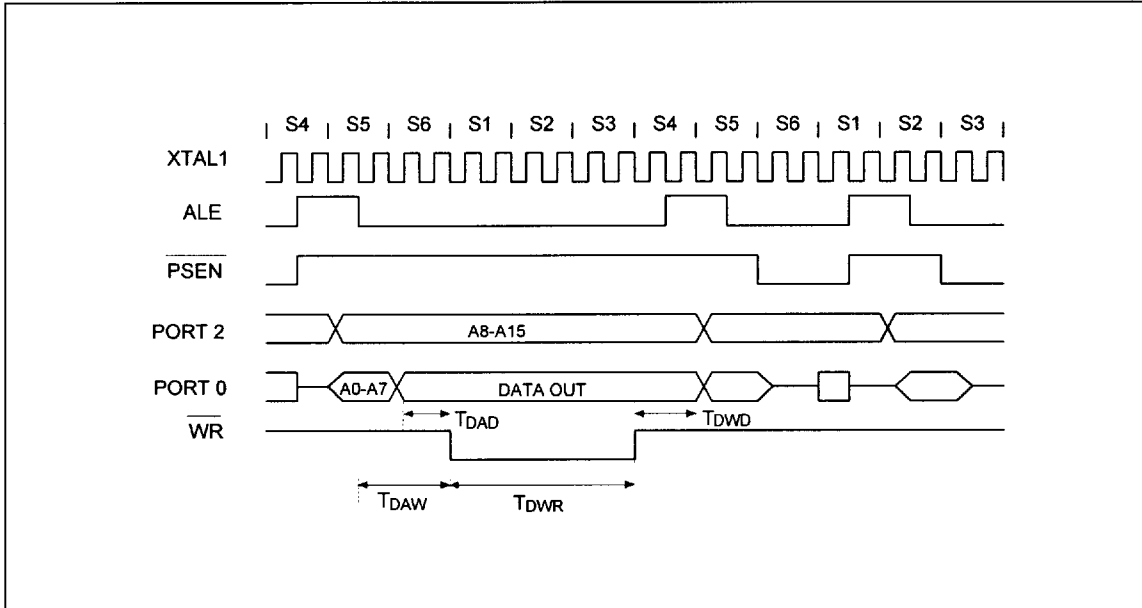 S4 S5 S6 S1 S2 S3 S4 S5 S6 S1 S2 S3
XTAL1
ALE
PSEN
PORT 2 A8-A15
PORT 0 A0-A7 DATA OUT
TDAD TDWD
WR
TDAW TDWR